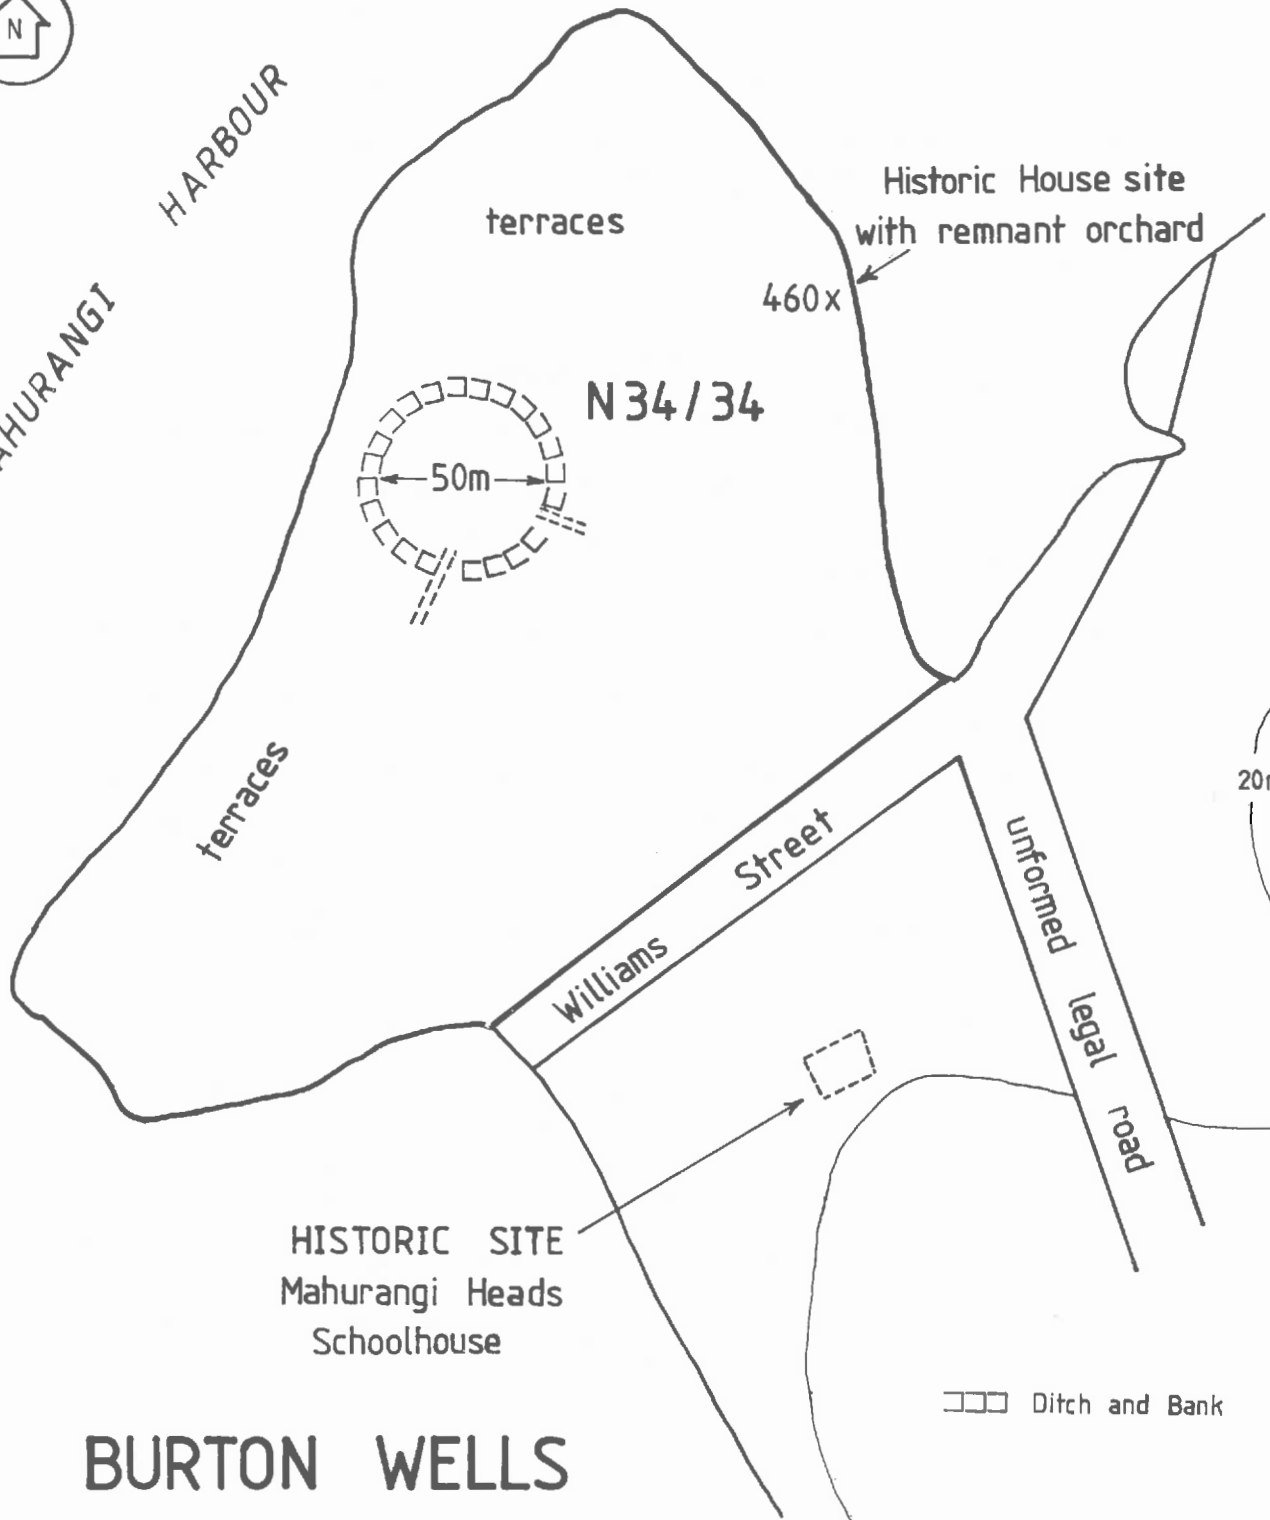 N
HARBOUR
AHURANGI
Historic House site
with remnant orchard
terraces
460x
N34/34
50m
terraces
20
Williams Street
unformed legal road
HISTORIC SITE
Mahurangi Heads
Schoolhouse
Ditch and Bank
BURTON WELLS